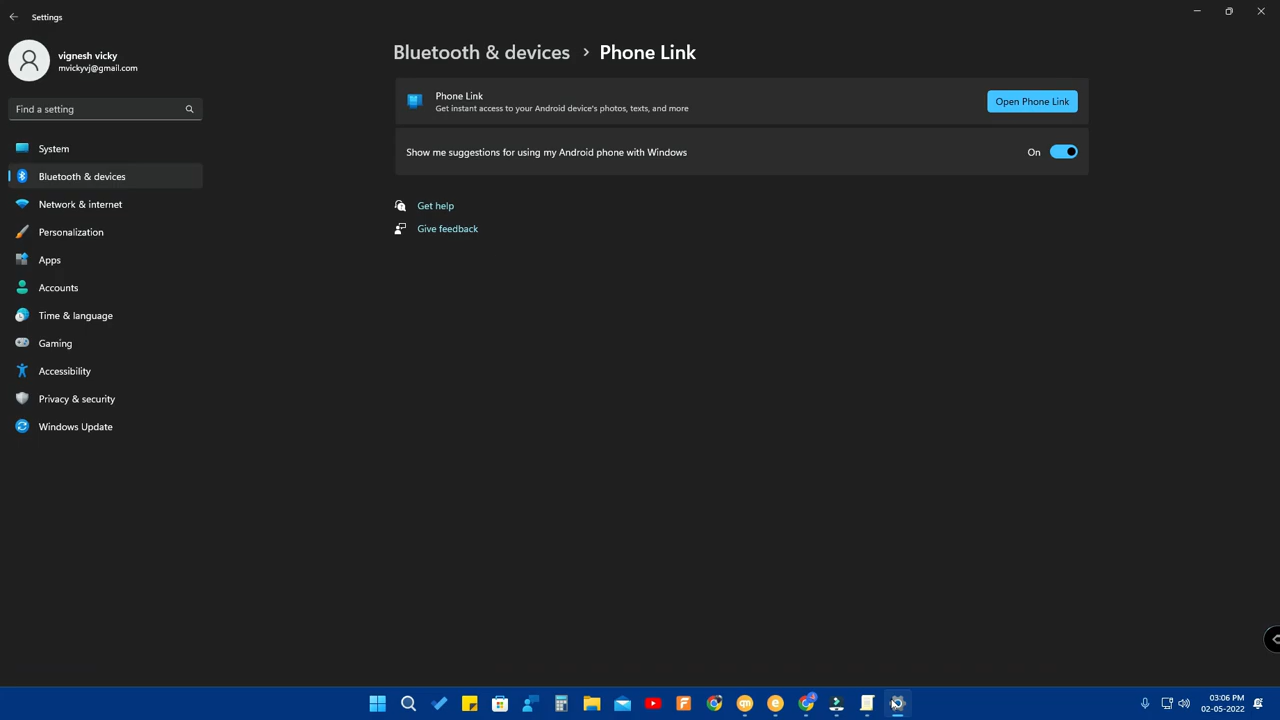 Settings
vignesh vicky
mvickyvj@gmail.com
Find a setting
System
Bluetooth & devices
Network & internet
Personalization
Apps
Accounts
Time & language
Gaming
Accessibility
Privacy & security
Windows Update
Bluetooth & devices > Phone Link
Phone Link
Get instant access to your Android device's photos, texts, and more
Open Phone Link
Show me suggestions for using my Android phone with Windows
On
Get help
Give feedback
03:06 PM
02-05-2022